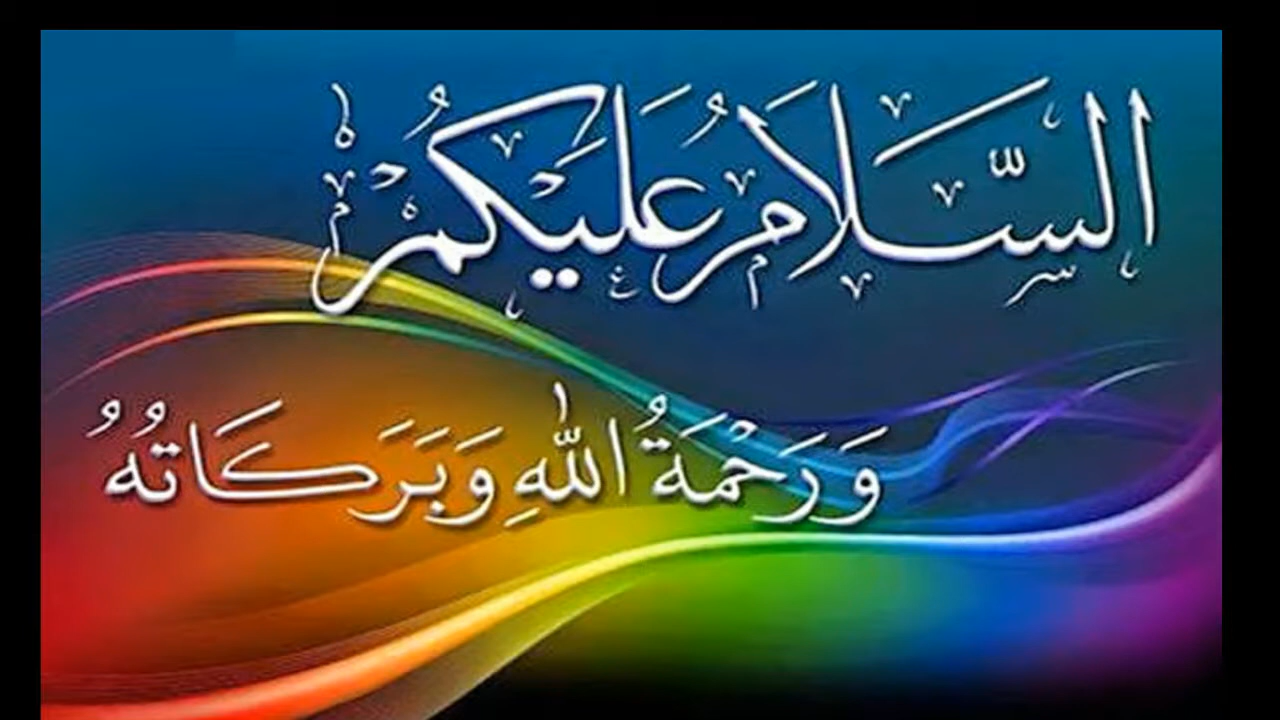 السَّلَامُ عَلَيْكُمْ
وَرَحْمَةُ اللهِ وَبَرَكَاتُهُ